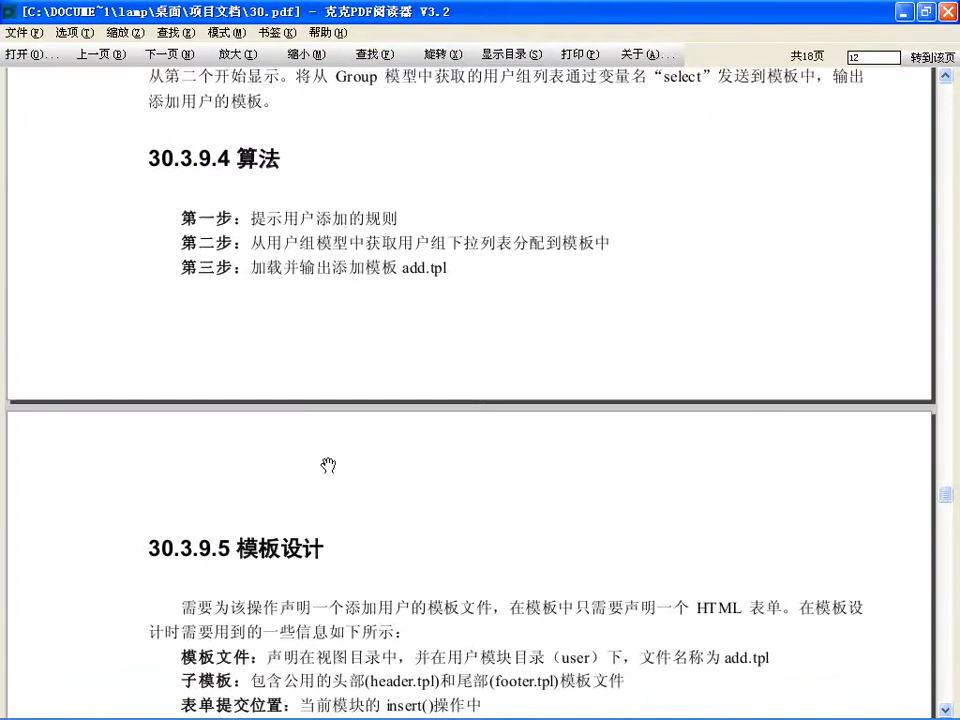 [C:\DOCUME~1\lamp\桌面\项目文档\30.pdf] - 克克PDF阅读器 V3.2
文件(F) 选项(T) 缩放(Z) 查找(K) 模式(M) 书签(K) 帮助(H)
打开(O)... 上一页(B) 下一页(N) 放大(I) 缩小(M) 查找(F) 旋转(X) 显示目录(S) 打印(P) 关于(A)... 共18页 12 转到该页
从第二个开始显示。将从 Group 模型中获取的用户组列表通过变量名“select”发送到模板中，输出
添加用户的模板。
30.3.9.4 算法
第一步：提示用户添加的规则
第二步：从用户组模型中获取用户组下拉列表分配到模板中
第三步：加载并输出添加模板 add.tpl
30.3.9.5 模板设计
需要为该操作声明一个添加用户的模板文件，在模板中只需要声明一个 HTML 表单。在模板设
计时需要用到的一些信息如下所示：
模板文件：声明在视图目录中，并在用户模块目录（user）下，文件名称为 add.tpl
子模板：包含公用的头部(header.tpl)和尾部(footer.tpl)模板文件
表单提交位置：当前模块的 insert()操作中